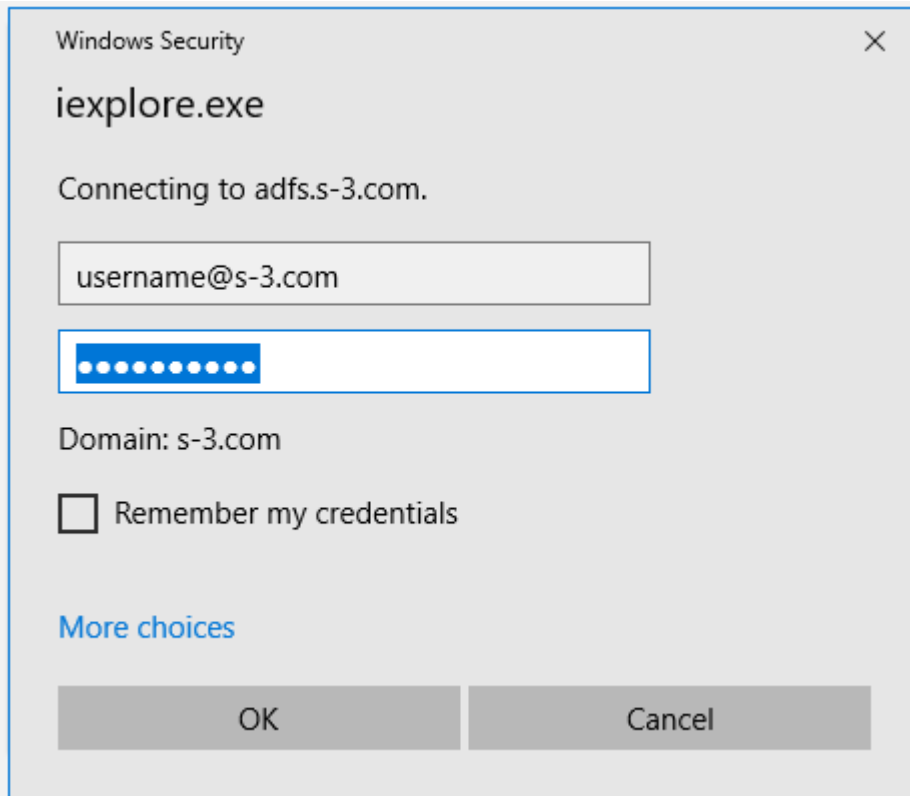 Windows Security
iexplore.exe
Connecting to adfs.s-3.com.
username@s-3.com
••••••••••
Domain: s-3.com
Remember my credentials
More choices
OK
Cancel